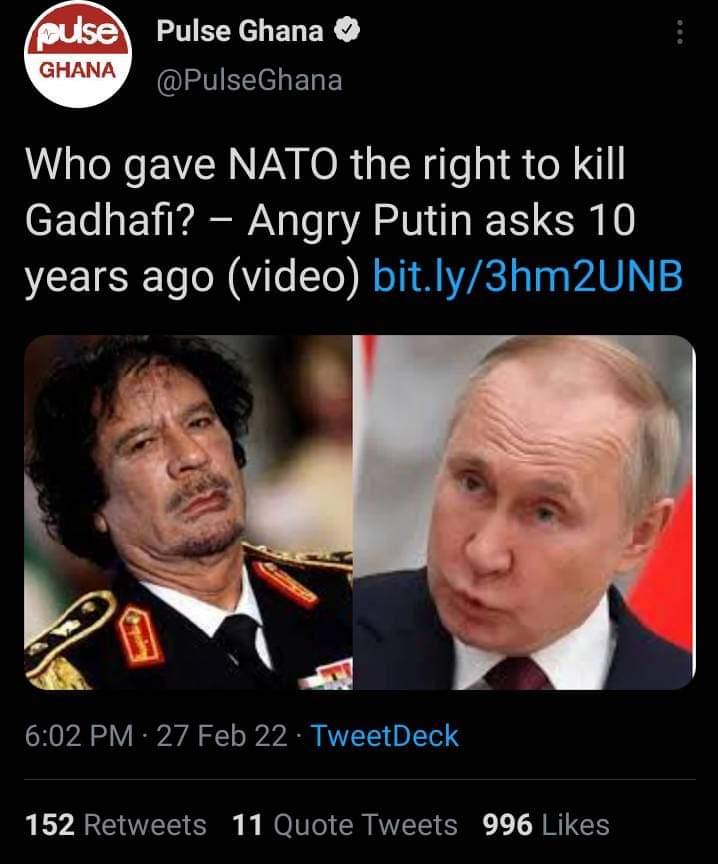 pulse
GHANA
Pulse Ghana
@PulseGhana
Who gave NATO the right to kill
Gadhafi? – Angry Putin asks 10
years ago (video) bit.ly/3hm2UNB
6:02 PM · 27 Feb 22 · TweetDeck
152 Retweets 11 Quote Tweets 996 Likes